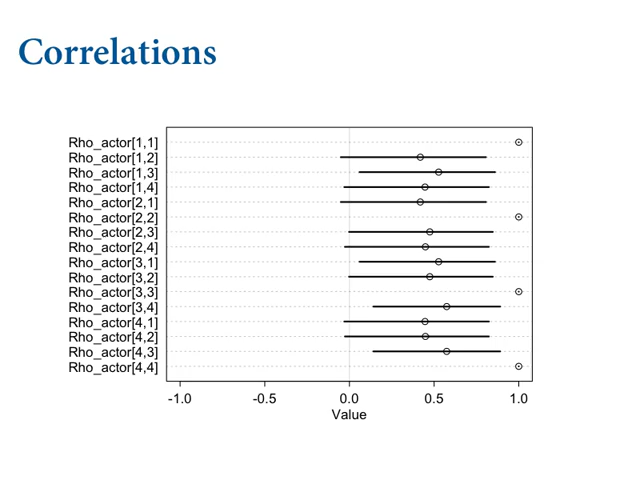 Correlations
Rho_actor[1,1]
Rho_actor[1,2]
Rho_actor[1,3]
Rho_actor[1,4]
Rho_actor[2,1]
Rho_actor[2,2]
Rho_actor[2,3]
Rho_actor[2,4]
Rho_actor[3,1]
Rho_actor[3,2]
Rho_actor[3,3]
Rho_actor[3,4]
Rho_actor[4,1]
Rho_actor[4,2]
Rho_actor[4,3]
Rho_actor[4,4]
-1.0 -0.5 0.0 0.5 1.0
Value